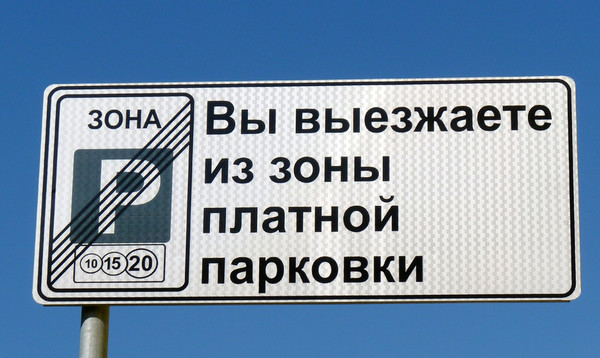 ЗОНА
P
10 15 20
Вы выезжаете
из зоны
платной
парковки